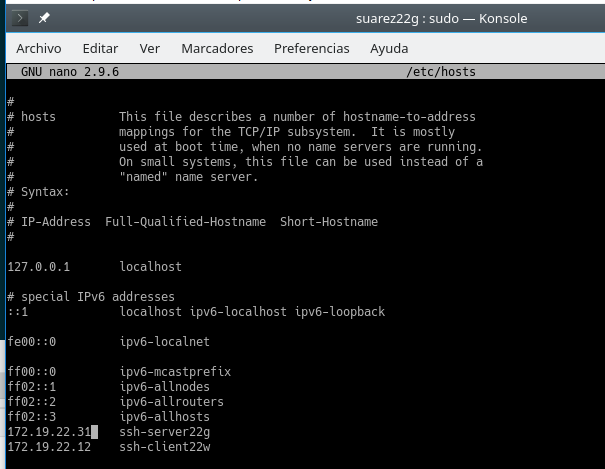 suarez22g : sudo — Konsole
Archivo Editar Ver Marcadores Preferencias Ayuda
GNU nano 2.9.6 /etc/hosts
#
# hosts         This file describes a number of hostname-to-address
#               mappings for the TCP/IP subsystem.  It is mostly
#               used at boot time, when no name servers are running.
#               On small systems, this file can be used instead of a
#               "named" name server.
# Syntax:
#
# IP-Address  Full-Qualified-Hostname  Short-Hostname
#
127.0.0.1       localhost
# special IPv6 addresses
::1             localhost ipv6-localhost ipv6-loopback
fe00::0         ipv6-localnet
ff00::0         ipv6-mcastprefix
ff02::1         ipv6-allnodes
ff02::2         ipv6-allrouters
ff02::3         ipv6-allhosts
172.19.22.31    ssh-server22g
172.19.22.12    ssh-client22w